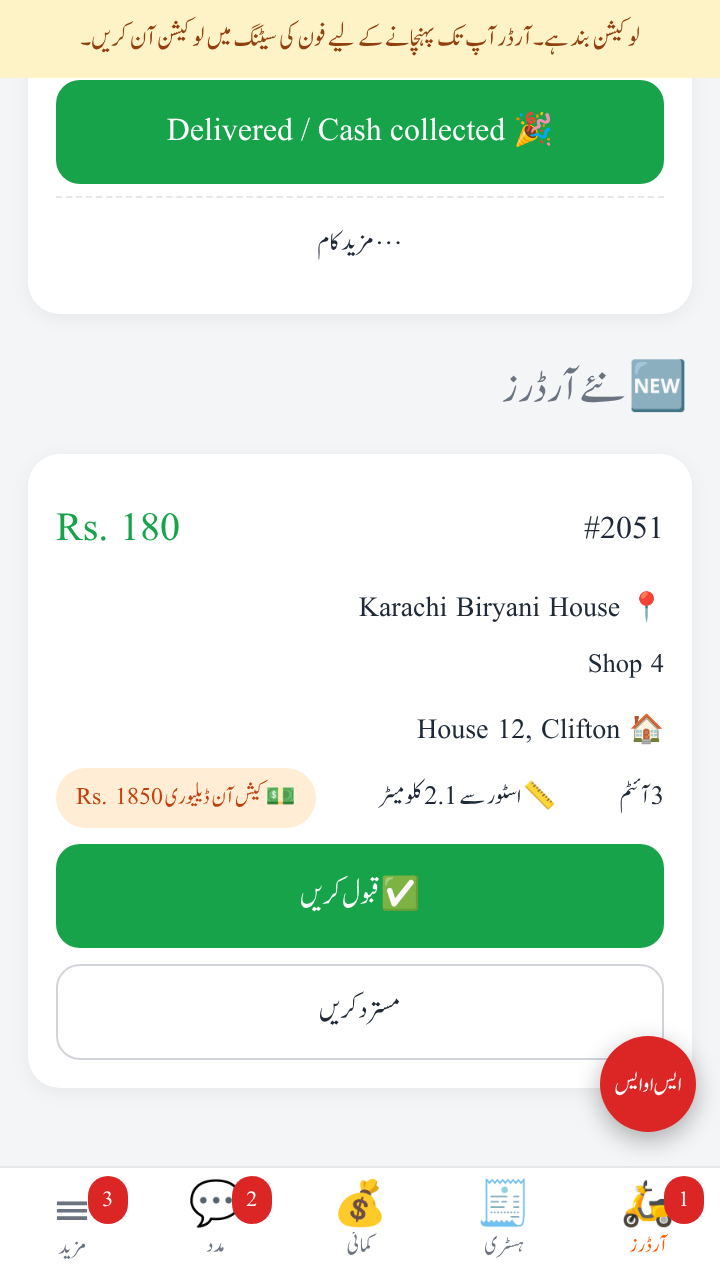 لوکیشن بند ہے۔ آرڈر آپ تک پہنچانے کے لیے فون کی سیٹنگ میں لوکیشن آن کریں۔
Delivered / Cash collected 🎉
⋯ مزید کام
🆕 نئے آرڈرز
#2051
Rs. 180
📍 Karachi Biryani House
Shop 4
🏠 House 12, Clifton
3 آئٹم
📏 اسٹور سے 2.1 کلومیٹر
💵 کیش آن ڈیلیوری Rs. 1850
✅ قبول کریں
مسترد کریں
ایس او ایس
1
آرڈرز
ہسٹری
کمائی
2
مدد
3
مزید